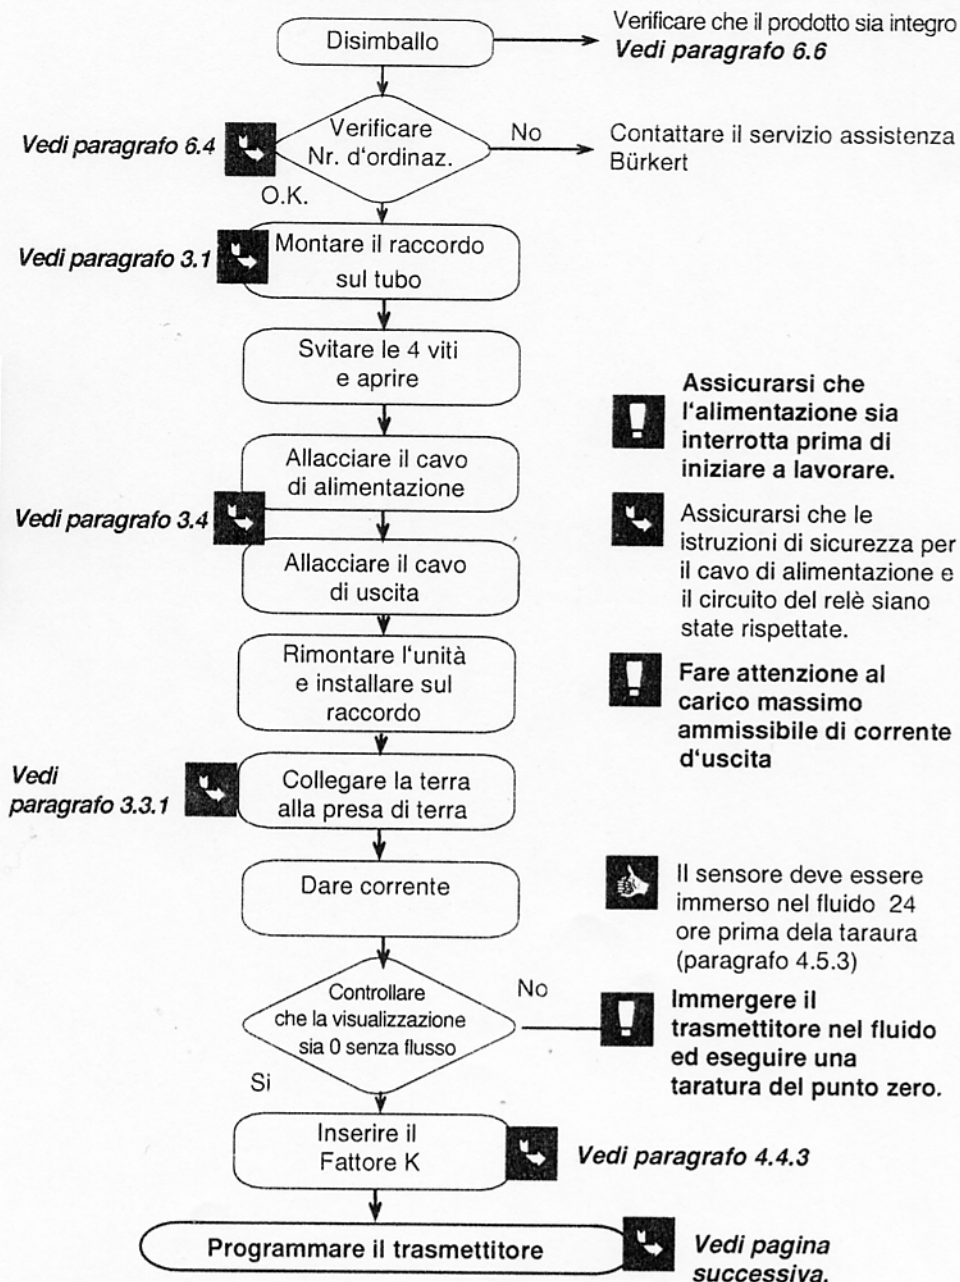 Disimballo
Verificare che il prodotto sia integro
Vedi paragrafo 6.6
Vedi paragrafo 6.4
Verificare
Nr. d'ordinaz.
No
Contattare il servizio assistenza
Bürkert
O.K.
Vedi paragrafo 3.1
Montare il raccordo
sul tubo
Svitare le 4 viti
e aprire
Assicurarsi che
l'alimentazione sia
interrotta prima di
iniziare a lavorare.
Allacciare il cavo
di alimentazione
Vedi paragrafo 3.4
Assicurarsi che le
istruzioni di sicurezza per
il cavo di alimentazione e
il circuito del relè siano
state rispettate.
Allacciare il cavo
di uscita
Rimontare l'unità
e installare sul
raccordo
Fare attenzione al
carico massimo
ammissibile di corrente
d'uscita
Vedi
paragrafo 3.3.1
Collegare la terra
alla presa di terra
Dare corrente
Il sensore deve essere
immerso nel fluido 24
ore prima dela taraura
(paragrafo 4.5.3)
Controllare
che la visualizzazione
sia 0 senza flusso
No
Immergere il
trasmettitore nel fluido
ed eseguire una
taratura del punto zero.
Si
Inserire il
Fattore K
Vedi paragrafo 4.4.3
Programmare il trasmettitore
Vedi pagina
successiva.